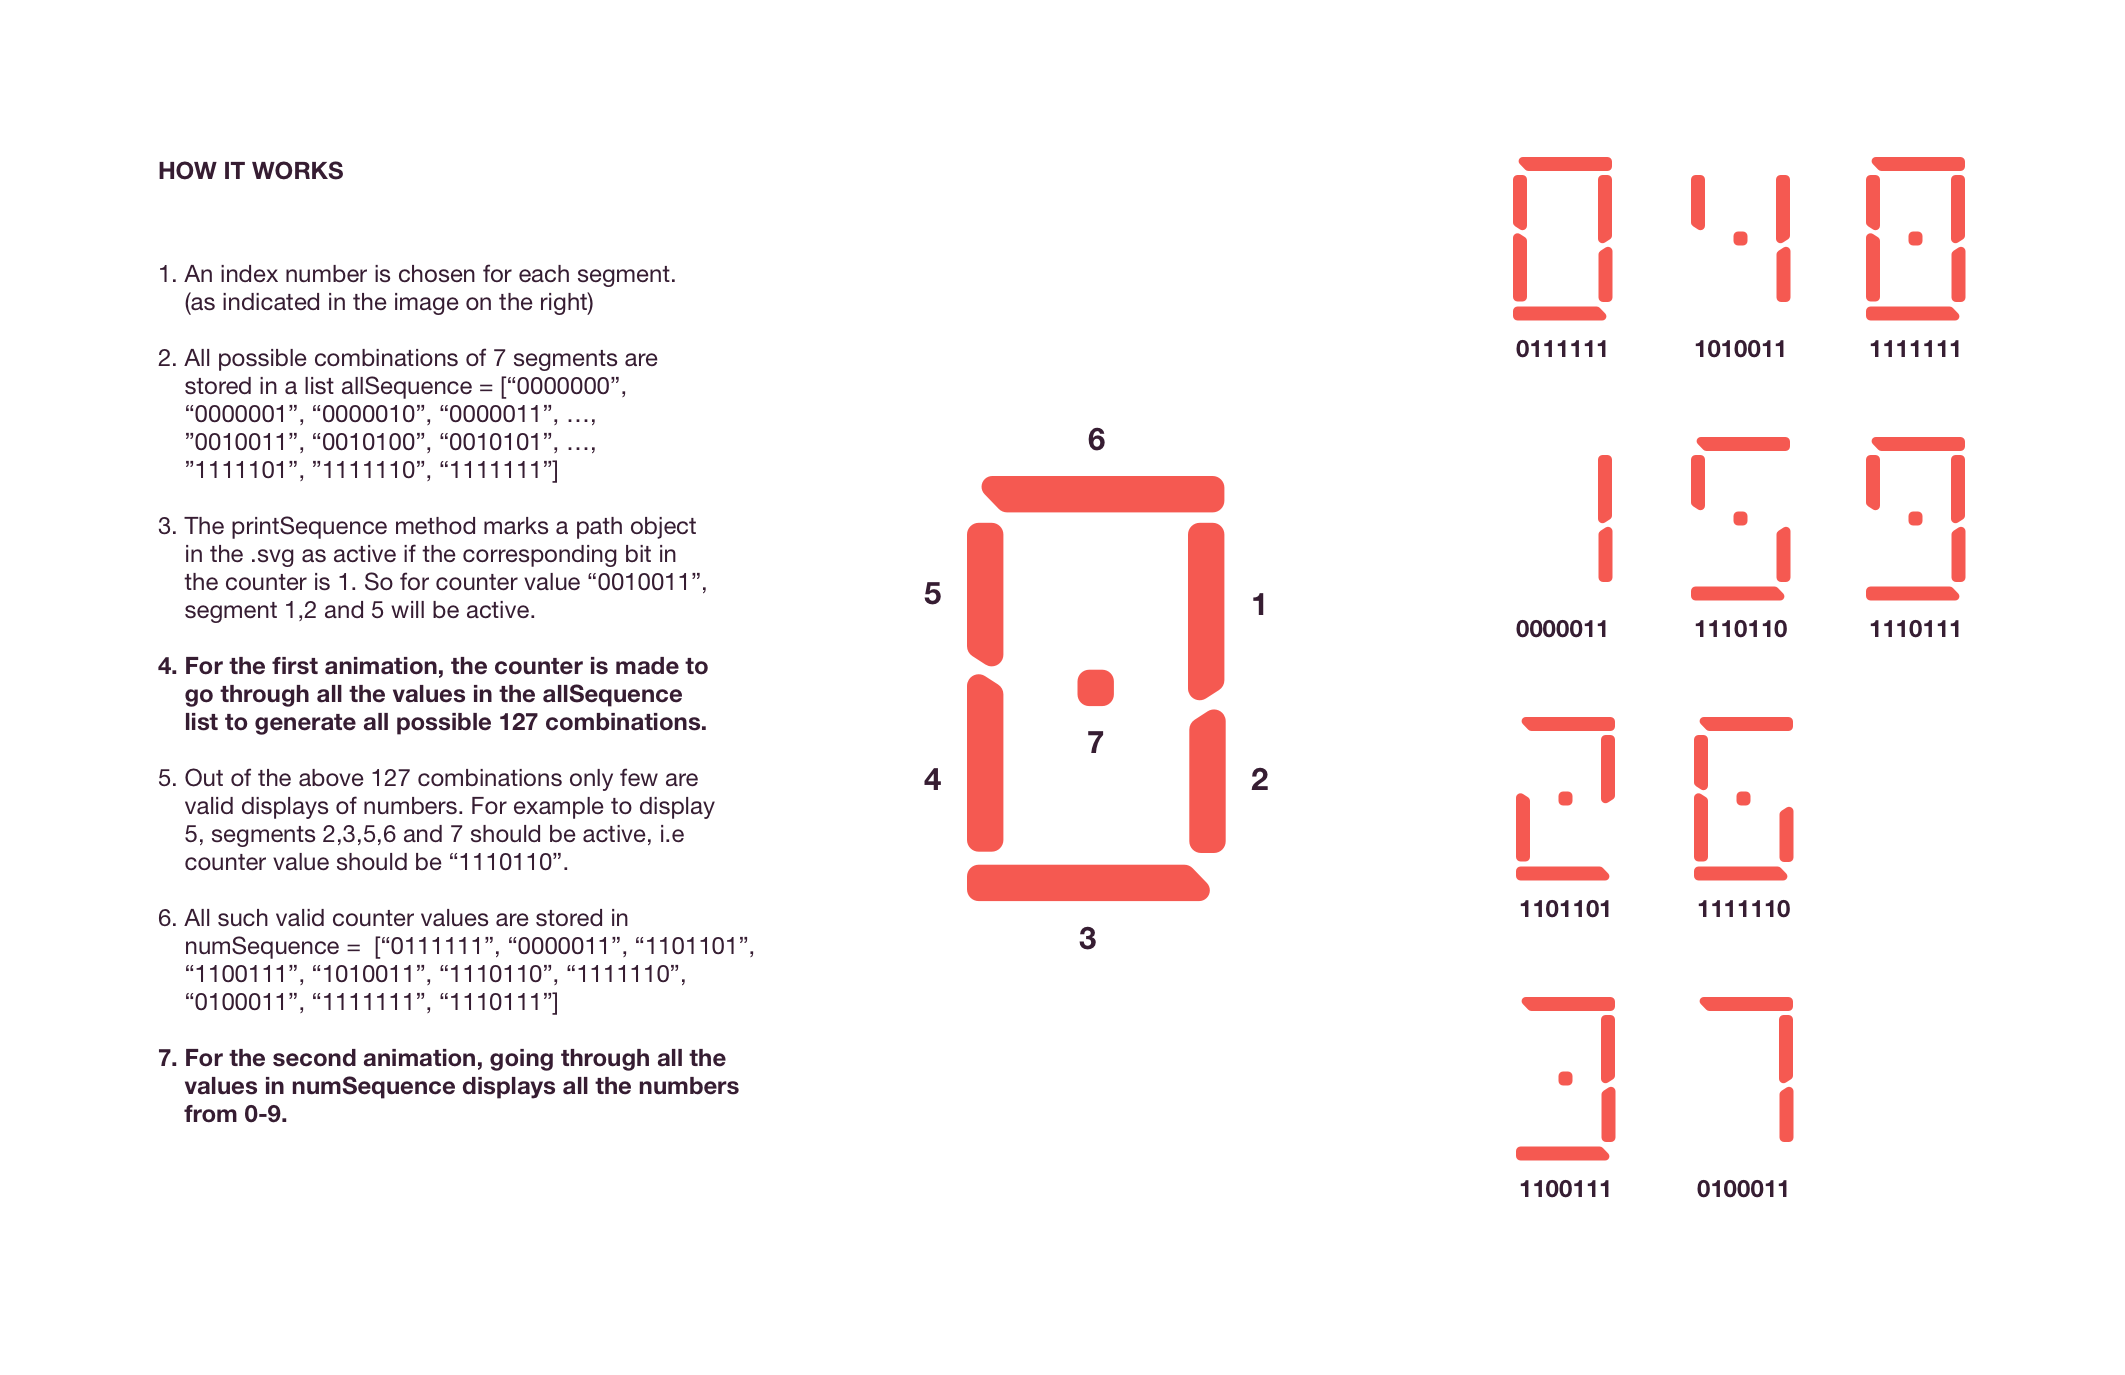 HOW IT WORKS
1. An index number is chosen for each segment.
(as indicated in the image on the right)
2. All possible combinations of 7 segments are
stored in a list allSequence = [“0000000”,
“0000001”, “0000010”, “0000011”, …,
”0010011”, “0010100”, “0010101”, …,
”1111101”, ”1111110”, “1111111”]
3. The printSequence method marks a path object
in the .svg as active if the corresponding bit in
the counter is 1. So for counter value “0010011”,
segment 1,2 and 5 will be active.
4. For the first animation, the counter is made to
go through all the values in the allSequence
list to generate all possible 127 combinations.
5. Out of the above 127 combinations only few are
valid displays of numbers. For example to display
5, segments 2,3,5,6 and 7 should be active, i.e
counter value should be “1110110”.
6. All such valid counter values are stored in
numSequence =  [“0111111”, “0000011”, “1101101”,
“1100111”, “1010011”, “1110110”, “1111110”,
“0100011”, “1111111”, “1110111”]
7. For the second animation, going through all the
values in numSequence displays all the numbers
from 0-9.
6
5
1
7
4
2
3
0 4 8
0111111 1010011 1111111
1 5 9
0000011 1110110 1110111
2 6
1101101 1111110
3 7
1100111 0100011